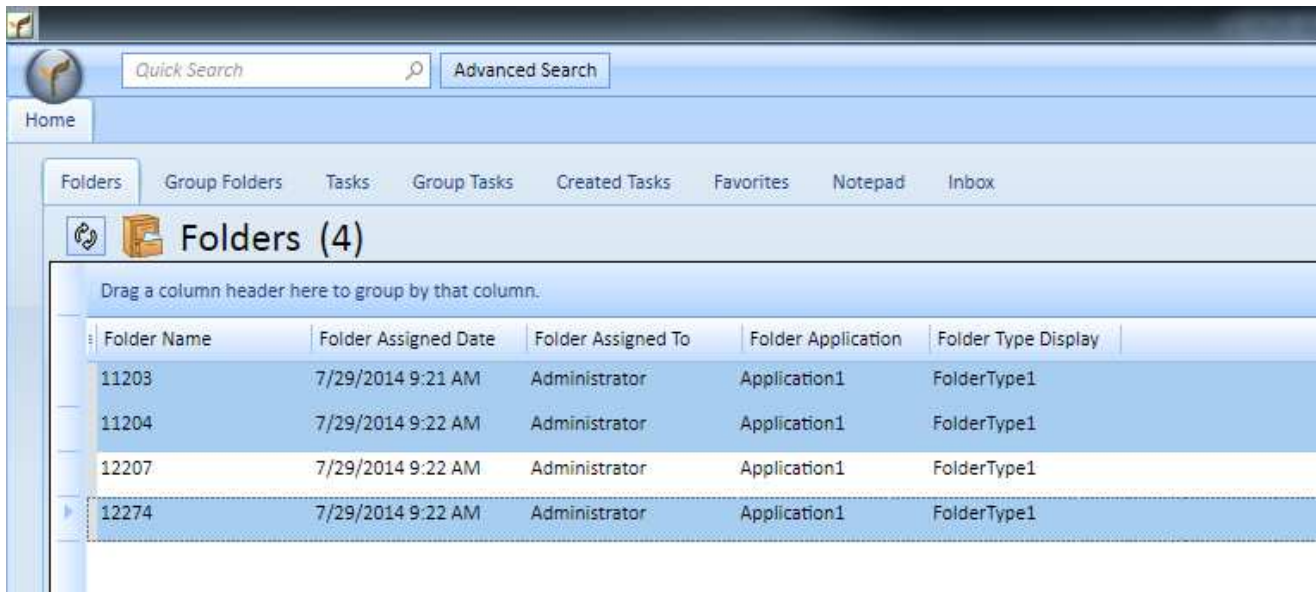 Quick Search Advanced Search
Home
Folders Group Folders Tasks Group Tasks Created Tasks Favorites Notepad Inbox
Folders (4)
Drag a column header here to group by that column.
Folder Name Folder Assigned Date Folder Assigned To Folder Application Folder Type Display
11203 7/29/2014 9:21 AM Administrator Application1 FolderType1
11204 7/29/2014 9:22 AM Administrator Application1 FolderType1
12207 7/29/2014 9:22 AM Administrator Application1 FolderType1
12274 7/29/2014 9:22 AM Administrator Application1 FolderType1